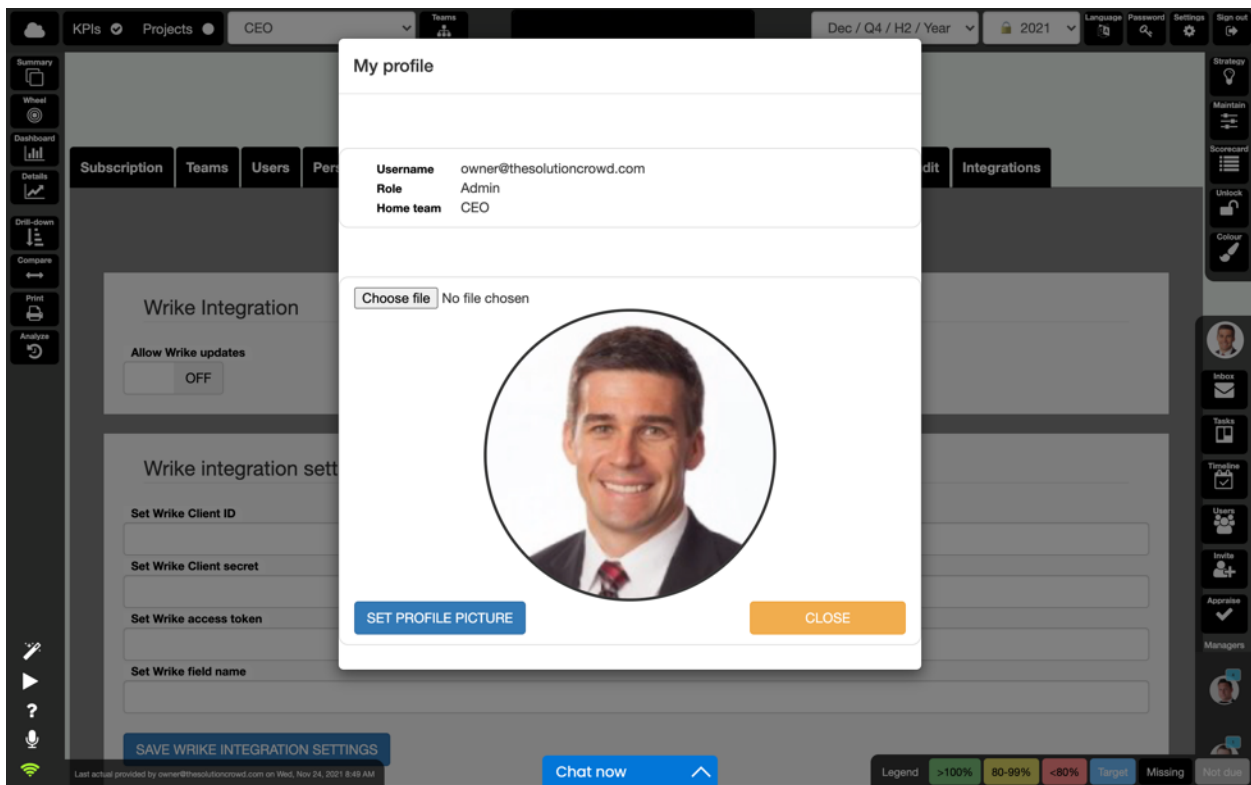 KPIs
Projects
CEO
Teams
Dec / Q4 / H2 / Year
2021
Language
Password
Settings
Sign out
Summary
Wheel
Dashboard
Details
Drill-down
Compare
Print
Analyze
My profile
Username owner@thesolutioncrowd.com
Role Admin
Home team CEO
Choose file No file chosen
SET PROFILE PICTURE
CLOSE
Subscription
Teams
Users
Integrations
Wrike Integration
Allow Wrike updates
OFF
Wrike integration sett
Set Wrike Client ID
Set Wrike Client secret
Set Wrike access token
Set Wrike field name
SAVE WRIKE INTEGRATION SETTINGS
Strategy
Maintain
Scorecard
Unlock
Colour
Inbox
Tasks
Timeline
Users
Invite
Appraise
Managers
?
Last actual provided by owner@thesolutioncrowd.com on Wed, Nov 24, 2021 8:49 AM
Chat now
Legend
>100%
80-99%
<80%
Target
Missing
Not due